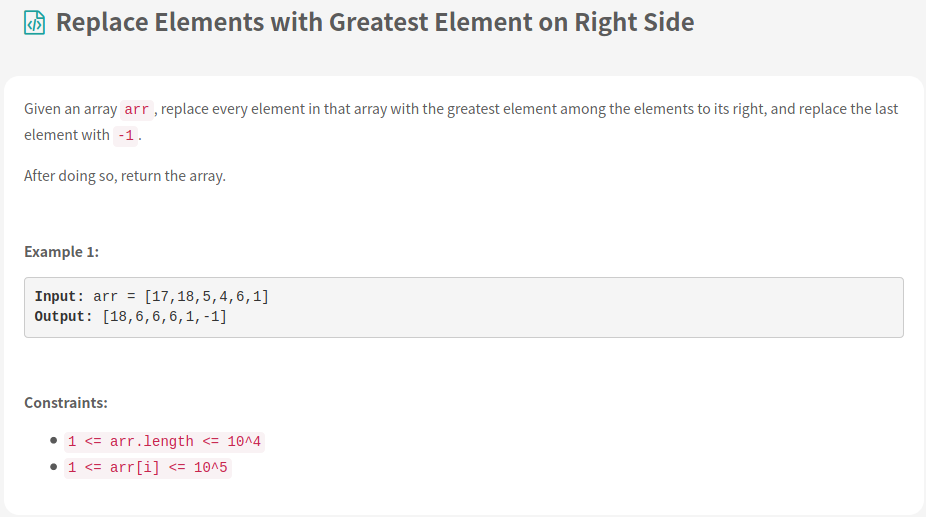 Replace Elements with Greatest Element on Right Side
Given an array arr , replace every element in that array with the greatest element among the elements to its right, and replace the last
element with -1 .
After doing so, return the array.
Example 1:
Input: arr = [17,18,5,4,6,1]
Output: [18,6,6,6,1,-1]
Constraints:
1 <= arr.length <= 10^4
1 <= arr[i] <= 10^5